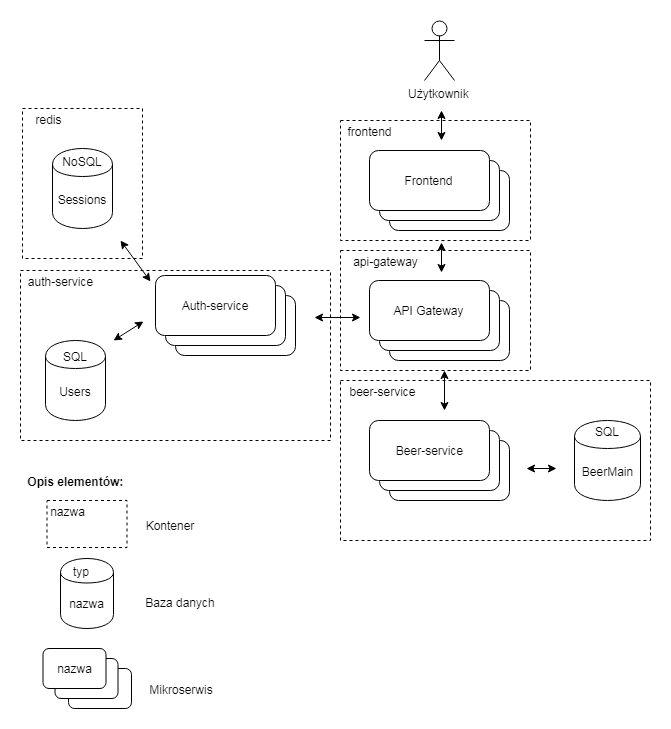 Użytkownik
redis
NoSQL
Sessions
frontend
Frontend
api-gateway
API Gateway
auth-service
Auth-service
SQL
Users
beer-service
Beer-service
SQL
BeerMain
Opis elementów:
nazwa
Kontener
typ
nazwa
Baza danych
nazwa
Mikroserwis